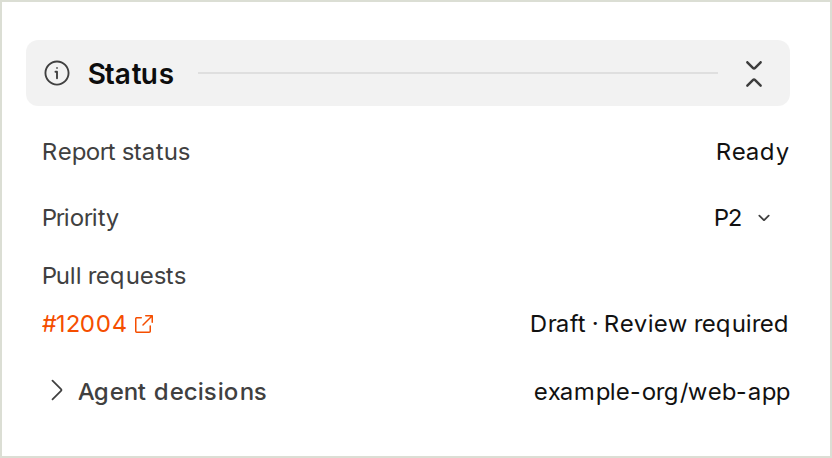 Status
Report status Ready
Priority P2
Pull requests
#12004 Draft · Review required
Agent decisions example-org/web-app